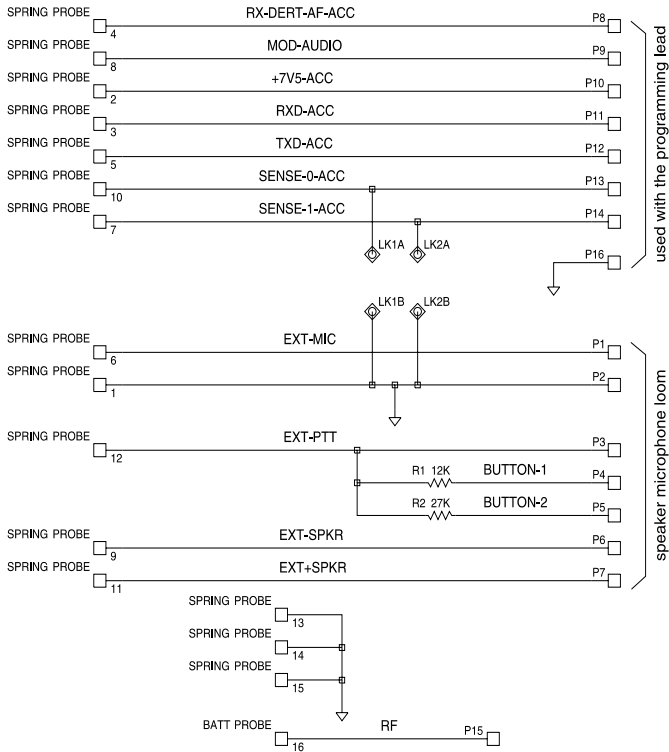 SPRING PROBE 4 RX-DERT-AF-ACC P8
SPRING PROBE 8 MOD-AUDIO P9
SPRING PROBE 2 +7V5-ACC P10
SPRING PROBE 3 RXD-ACC P11
SPRING PROBE 5 TXD-ACC P12
SPRING PROBE 10 SENSE-0-ACC P13
SPRING PROBE 7 SENSE-1-ACC P14
LK1A LK2A P16
used with the programming lead
LK1B LK2B
SPRING PROBE 6 EXT-MIC P1
SPRING PROBE 1 P2
SPRING PROBE 12 EXT-PTT P3
R1 12K BUTTON-1 P4
R2 27K BUTTON-2 P5
SPRING PROBE 9 EXT-SPKR P6
SPRING PROBE 11 EXT+SPKR P7
speaker microphone loom
SPRING PROBE 13
SPRING PROBE 14
SPRING PROBE 15
BATT PROBE 16 RF P15